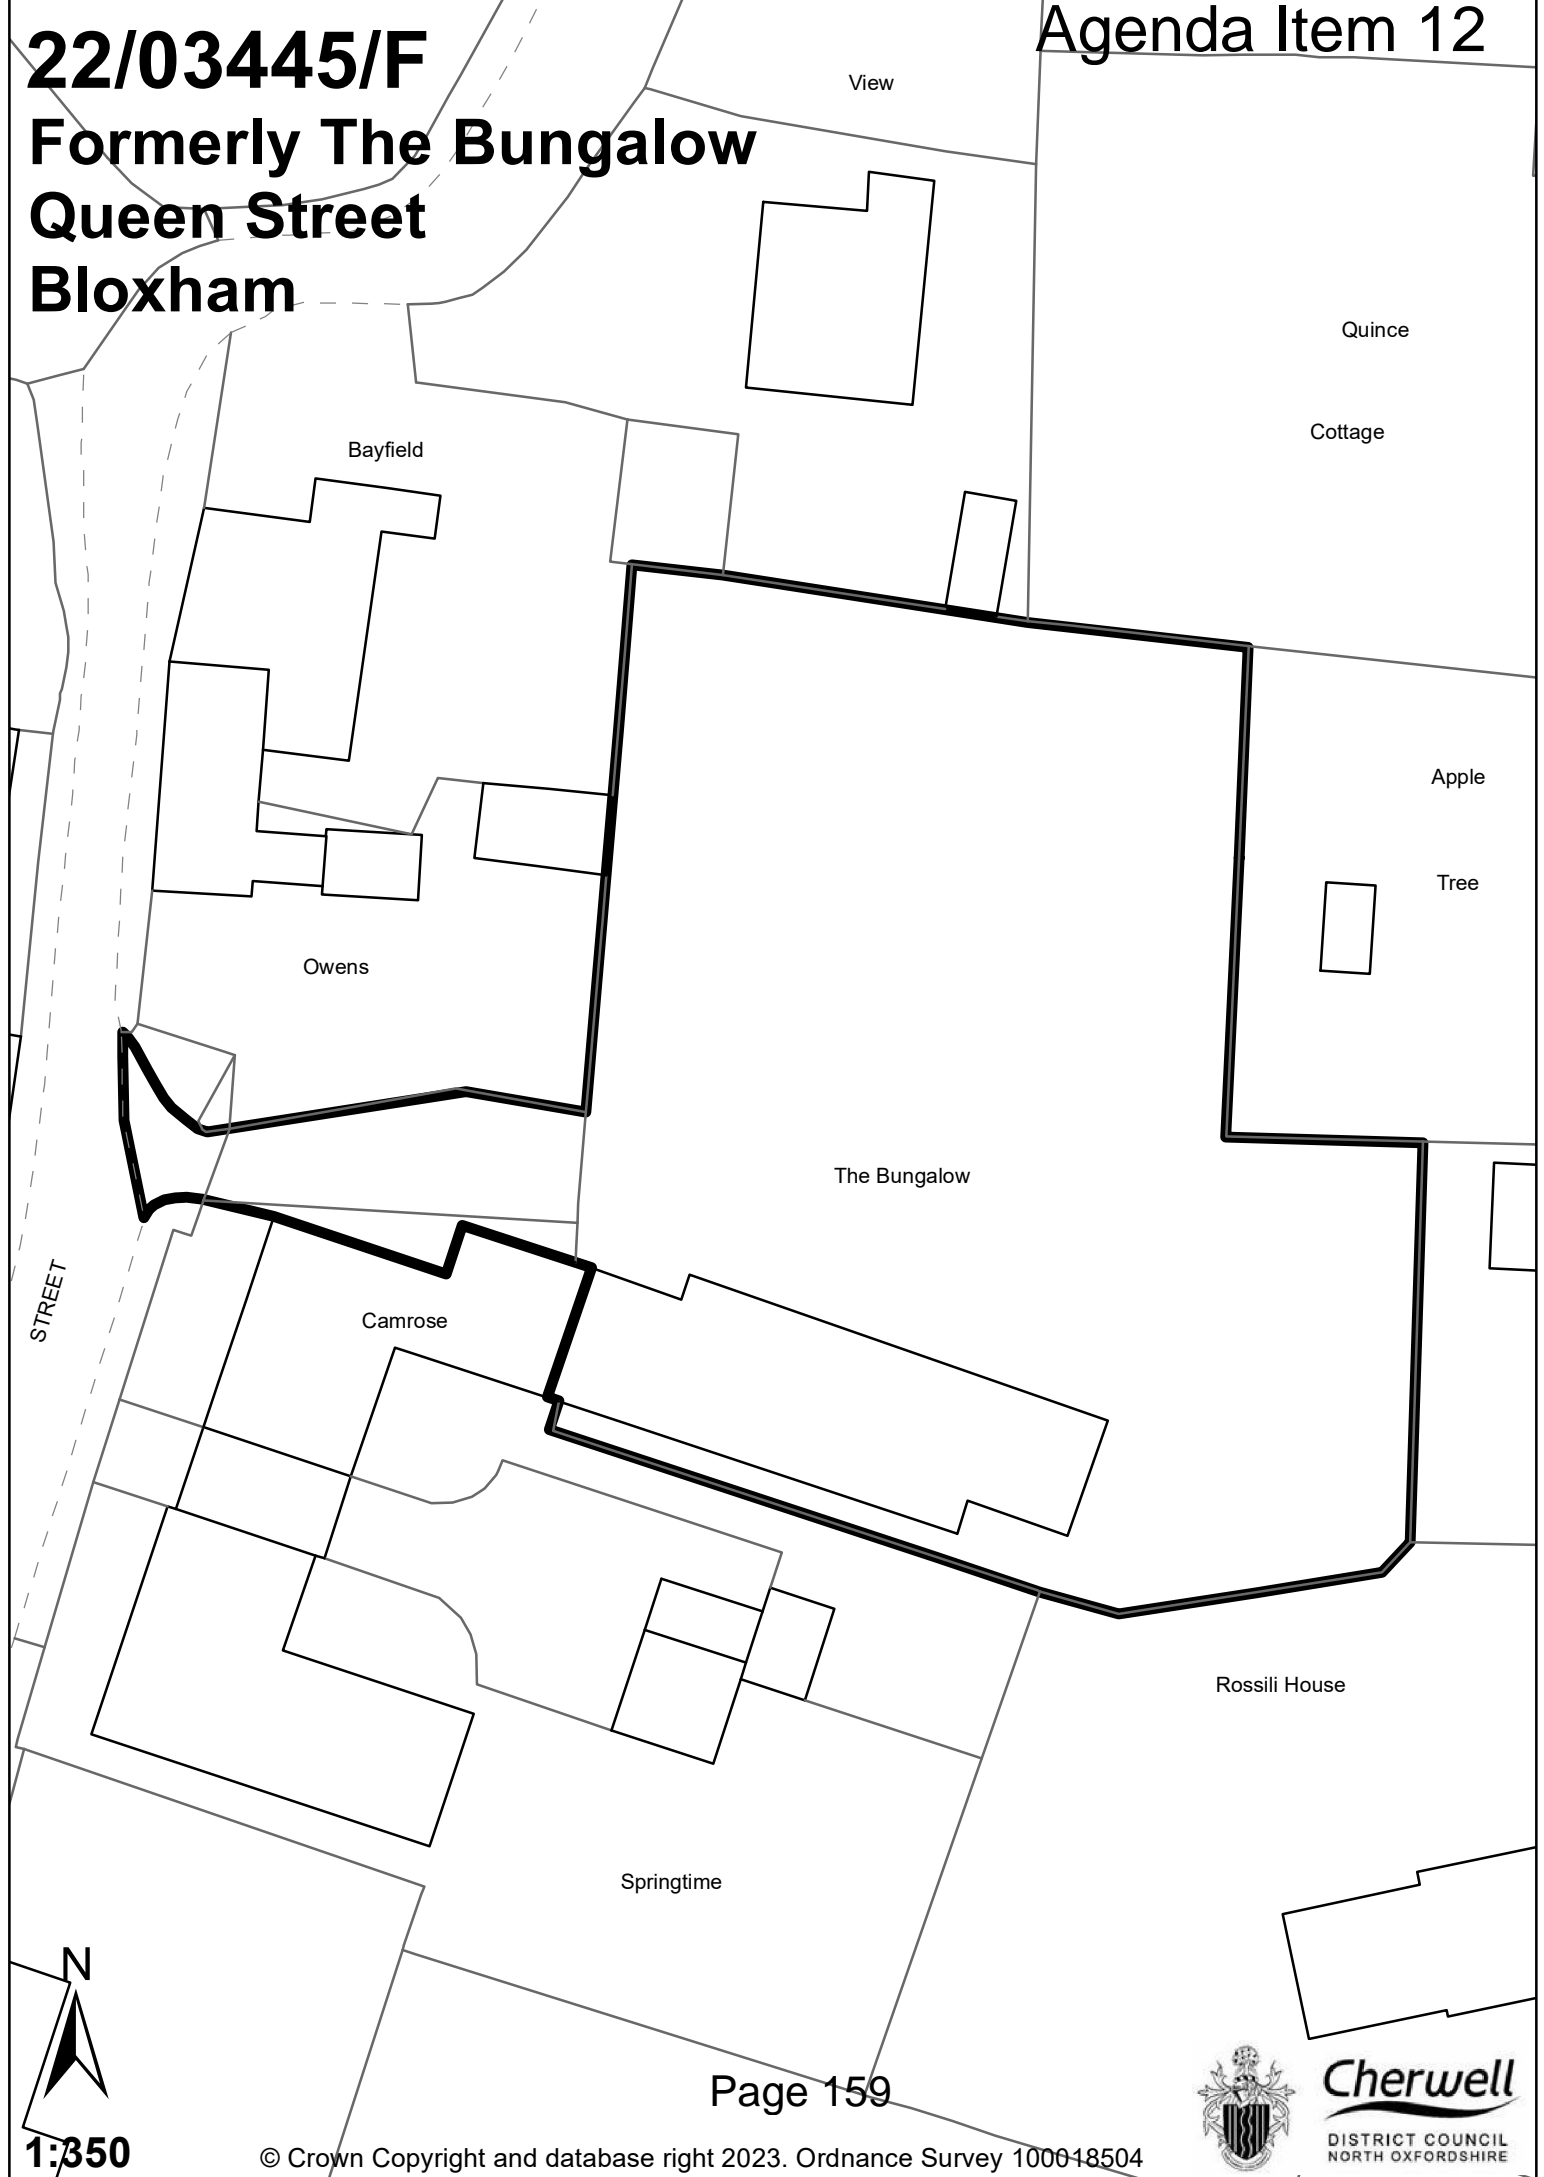 Agenda Item 12
22/03445/F
Formerly The Bungalow
Queen Street
Bloxham
View
Quince
Cottage
Bayfield
Apple
Tree
Owens
The Bungalow
STREET
Camrose
Rossili House
Springtime
N
Page 159
1:350
© Crown Copyright and database right 2023. Ordnance Survey 100018504
Cherwell
DISTRICT COUNCIL
NORTH OXFORDSHIRE